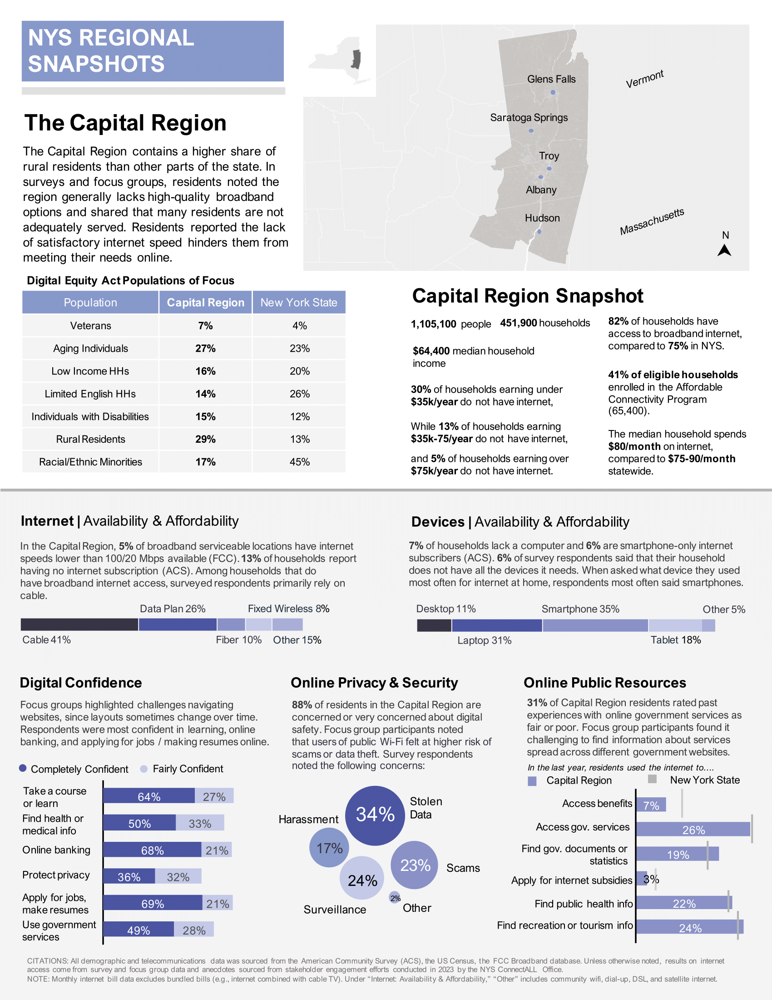 NYS REGIONAL
SNAPSHOTS
The Capital Region
The Capital Region contains a higher share of
rural residents than other parts of the state. In
surveys and focus groups, residents noted the
region generally lacks high-quality broadband
options and shared that many residents are not
adequately served. Residents reported the lack
of satisfactory internet speed hinders them from
meeting their needs online.
Glens Falls
Saratoga Springs
Troy
Albany
Hudson
Vermont
Massachusetts
N
Digital Equity Act Populations of Focus
Population Capital Region New York State
Veterans 7% 4%
Aging Individuals 27% 23%
Low Income HHs 16% 20%
Limited English HHs 14% 26%
Individuals with Disabilities 15% 12%
Rural Residents 29% 13%
Racial/Ethnic Minorities 17% 45%
Capital Region Snapshot
1,105,100 people 451,900 households
$64,400 median household
income
30% of households earning under
$35k/year do not have internet,
While 13% of households earning
$35k-75/year do not have internet,
and 5% of households earning over
$75k/year do not have internet.
82% of households have
access to broadband internet,
compared to 75% in NYS.
41% of eligible households
enrolled in the Affordable
Connectivity Program
(65,400).
The median household spends
$80/month on internet,
compared to $75-90/month
statewide.
Internet | Availability & Affordability
In the Capital Region, 5% of broadband serviceable locations have internet
speeds lower than 100/20 Mbps available (FCC). 13% of households report
having no internet subscription (ACS). Among households that do
have broadband internet access, surveyed respondents primarily rely on
cable.
Data Plan 26% Fixed Wireless 8%
Cable 41% Fiber 10% Other 15%
Devices | Availability & Affordability
7% of households lack a computer and 6% are smartphone-only internet
subscribers (ACS). 6% of survey respondents said that their household
does not have all the devices it needs. When asked what device they used
most often for internet at home, respondents most often said smartphones.
Desktop 11% Smartphone 35% Other 5%
Laptop 31% Tablet 18%
Digital Confidence
Focus groups highlighted challenges navigating
websites, since layouts sometimes change over time.
Respondents were most confident in learning, online
banking, and applying for jobs / making resumes online.
Completely Confident Fairly Confident
Take a course
or learn
64% 27%
Find health or
medical info
50% 33%
Online banking 68% 21%
Protect privacy 36% 32%
Apply for jobs,
make resumes
69% 21%
Use government
services
49% 28%
Online Privacy & Security
88% of residents in the Capital Region are
concerned or very concerned about digital
safety. Focus group participants noted
that users of public Wi-Fi felt at higher risk of
scams or data theft. Survey respondents
noted the following concerns:
34%
Stolen
Data
Harassment
17%
23%
Scams
24%
Surveillance
2%
Other
Online Public Resources
31% of Capital Region residents rated past
experiences with online government services as
fair or poor. Focus group participants found it
challenging to find information about services
spread across different government websites.
In the last year, residents used the internet to....
Capital Region New York State
Access benefits 7%
Access gov. services 26%
Find gov. documents or
statistics
19%
Apply for internet subsidies 3%
Find public health info 22%
Find recreation or tourism info 24%
CITATIONS: All demographic and telecommunications data was sourced from the American Community Survey (ACS), the US Census, the FCC Broadband database. Unless otherwise noted, results on internet
access come from survey and focus group data and anecdotes sourced from stakeholder engagement efforts conducted in 2023 by the NYS ConnectALL Office.
NOTE: Monthly internet bill data excludes bundled bills (e.g., internet combined with cable TV). Under “Internet: Availability & Affordability,” “Other” includes community wifi, dial-up, DSL, and satellite internet.